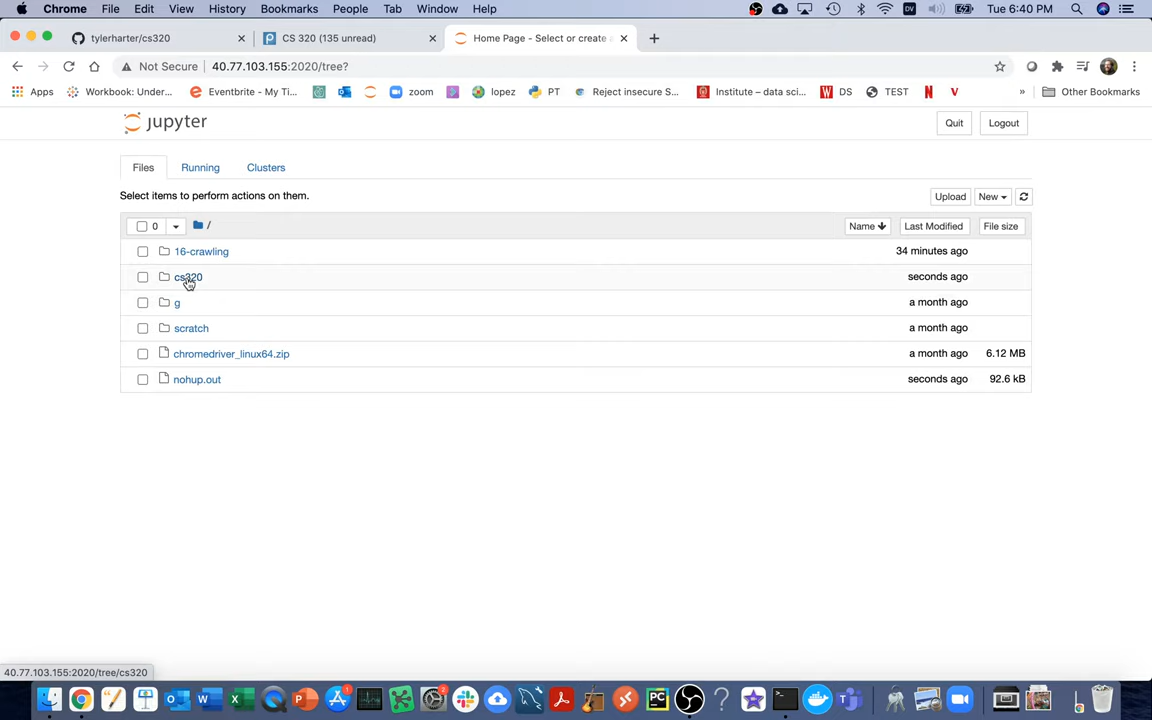 Chrome File Edit View History Bookmarks People Tab Window Help DV Tue 6:40 PM
tylerharter/cs320 CS 320 (135 unread) Home Page - Select or create a
Not Secure 40.77.103.155:2020/tree?
Apps Workbook: Under... Eventbrite - My Ti... zoom lopez PT Reject insecure S... Institute – data sci... DS TEST » Other Bookmarks
jupyter Quit Logout
Files Running Clusters
Select items to perform actions on them. Upload New
0 / Name Last Modified File size
16-crawling 34 minutes ago
cs320 seconds ago
g a month ago
scratch a month ago
chromedriver_linux64.zip a month ago 6.12 MB
nohup.out seconds ago 92.6 kB
40.77.103.155:2020/tree/cs320